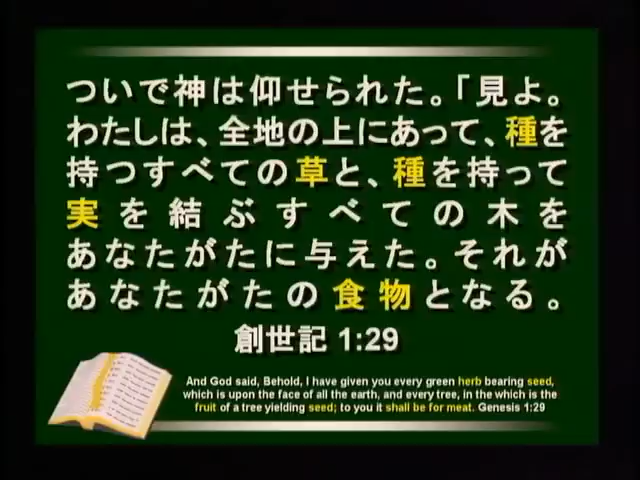 ついで神は仰せられた。「見よ。
わたしは、全地の上にあって、種を
持つすべての草と、種を持って
実を結ぶすべての木を
あなたがたに与えた。それが
あなたがたの食物となる。
創世記 1:29
And God said, Behold, I have given you every green herb bearing seed,
which is upon the face of all the earth, and every tree, in the which is the
fruit of a tree yielding seed; to you it shall be for meat. Genesis 1:29